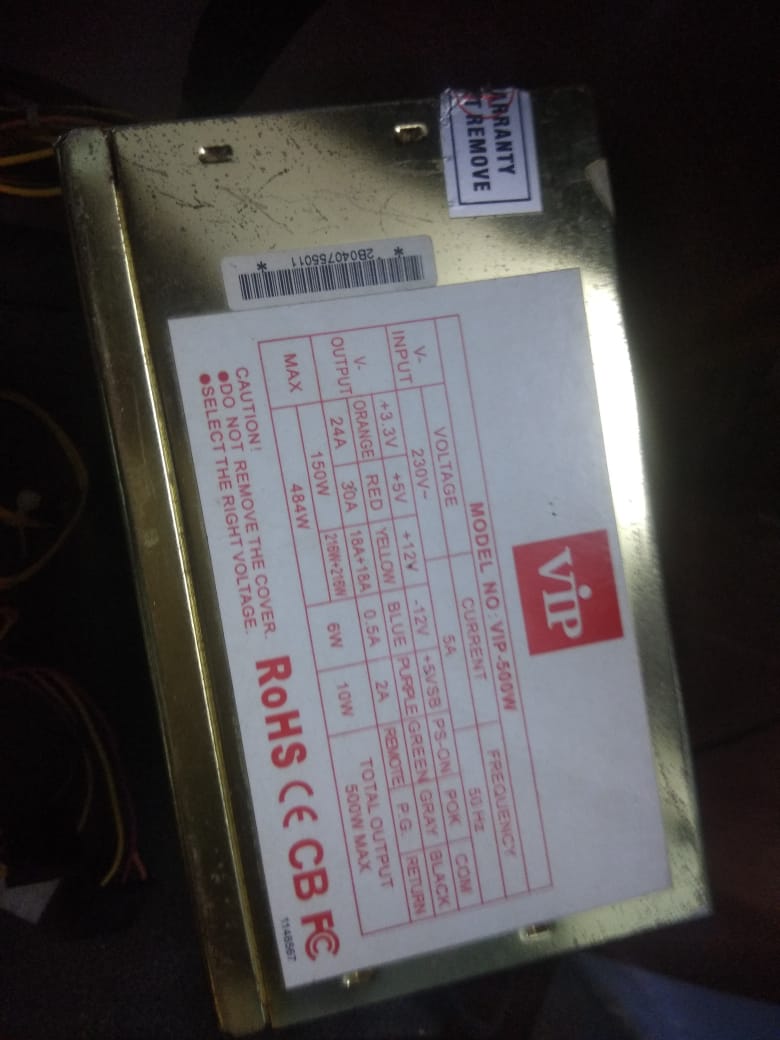 ARRANTY
T REMOVE
*2B040755011*
ViP
MODEL NO: VIP-500W
VOLTAGE CURRENT FREQUENCY
V- INPUT 230V~ 5A 50Hz
V- OUTPUT +3.3V +5V +12V -12V +5VSB PS-ON POK COM
ORANGE RED YELLOW BLUE PURPLE GREEN GRAY BLACK
24A 30A 18A+18A 0.5A 2A REMOTE P.G. RETURN
MAX 150W 216W+216W 6W 10W TOTAL OUTPUT
484W 500W MAX
CAUTION!
●DO NOT REMOVE THE COVER.
●SELECT THE RIGHT VOLTAGE.
RoHS CE CB FC
1148567